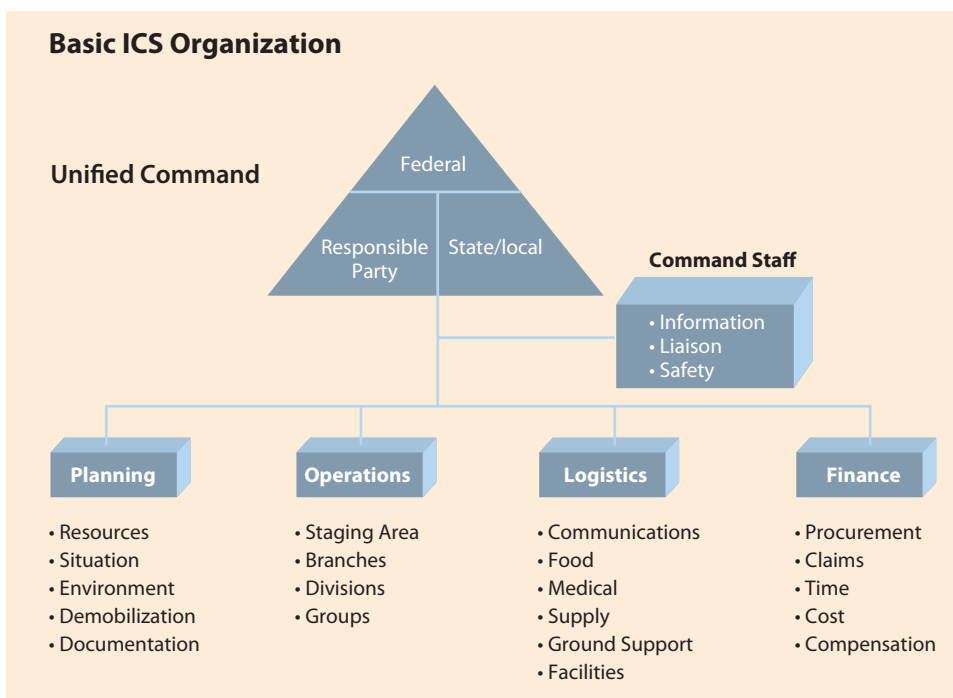 Basic ICS Organization
Unified Command
Federal
Responsible
Party
State/local
Command Staff
• Information
• Liaison
• Safety
Planning
• Resources
• Situation
• Environment
• Demobilization
• Documentation
Operations
• Staging Area
• Branches
• Divisions
• Groups
Logistics
• Communications
• Food
• Medical
• Supply
• Ground Support
• Facilities
Finance
• Procurement
• Claims
• Time
• Cost
• Compensation